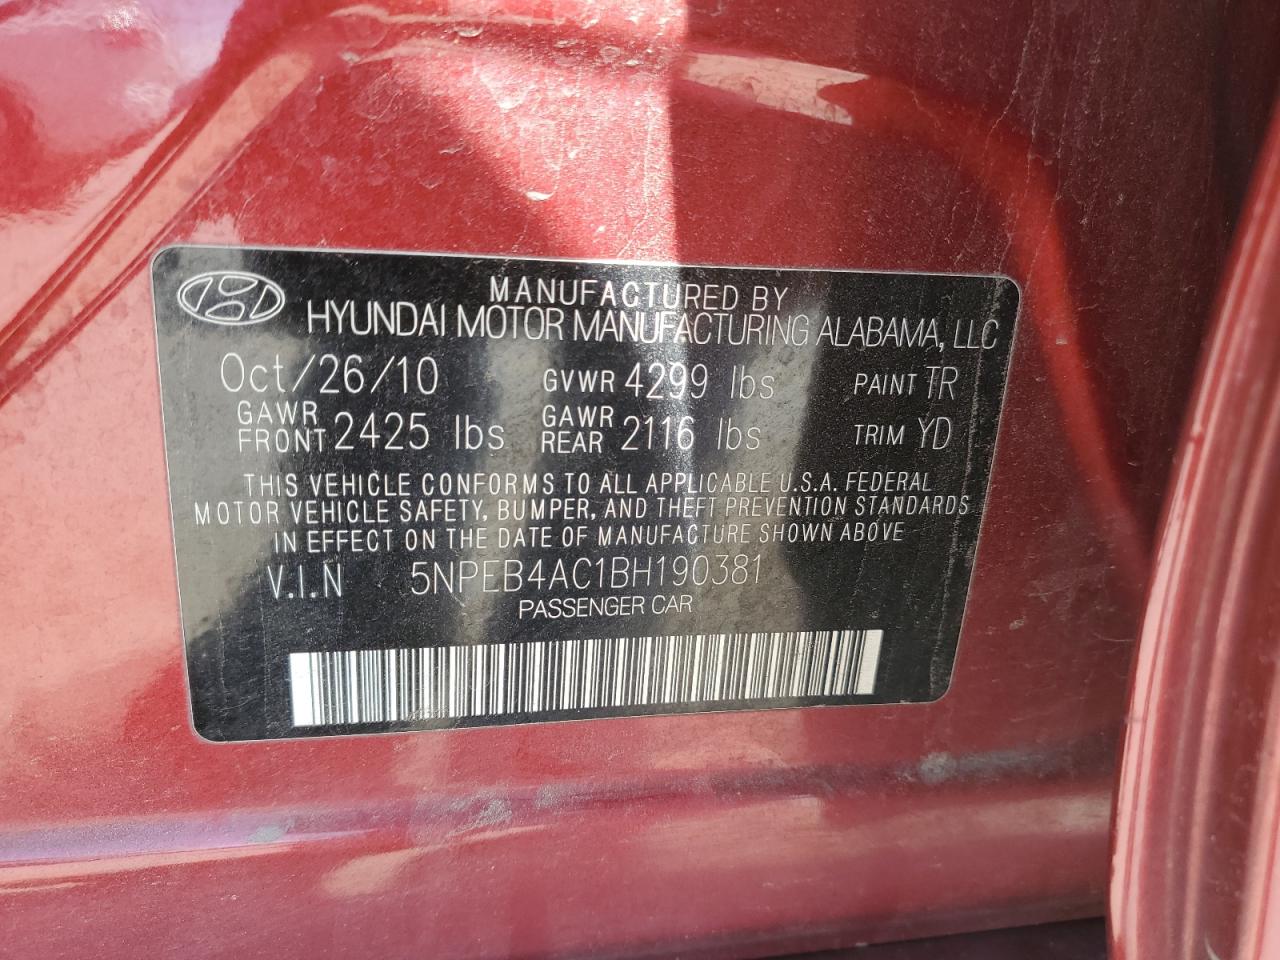 MANUFACTURED BY
HYUNDAI MOTOR MANUFACTURING ALABAMA, LLC
Oct/26/10 GVWR 4299 lbs PAINT TR
GAWR FRONT 2425 lbs GAWR REAR 2116 lbs TRIM YD
THIS VEHICLE CONFORMS TO ALL APPLICABLE U.S.A. FEDERAL
MOTOR VEHICLE SAFETY, BUMPER, AND THEFT PREVENTION STANDARDS
IN EFFECT ON THE DATE OF MANUFACTURE SHOWN ABOVE
V.I.N 5NPEB4AC1BH190381
PASSENGER CAR